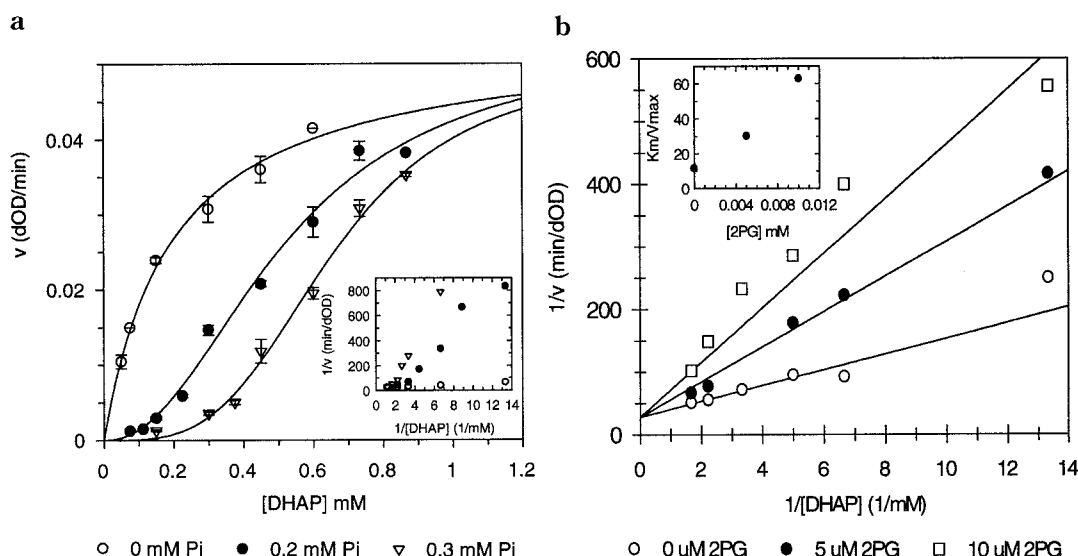 a
v (dOD/min)
0.04
0.02
0
0 0.2 0.4 0.6 0.8 1 1.2
[DHAP] mM
1/v (min/dOD)
800
600
400
200
0
0 2 4 6 8 10 12 14
1/[DHAP] (1/mM)
0 mM Pi 0.2 mM Pi 0.3 mM Pi
b
1/v (min/dOD)
600
400
200
0
0 2 4 6 8 10 12 14
1/[DHAP] (1/mM)
Km/Vmax
60
40
20
0
0 0.004 0.008 0.012
[2PG] mM
0 uM 2PG 5 uM 2PG 10 uM 2PG